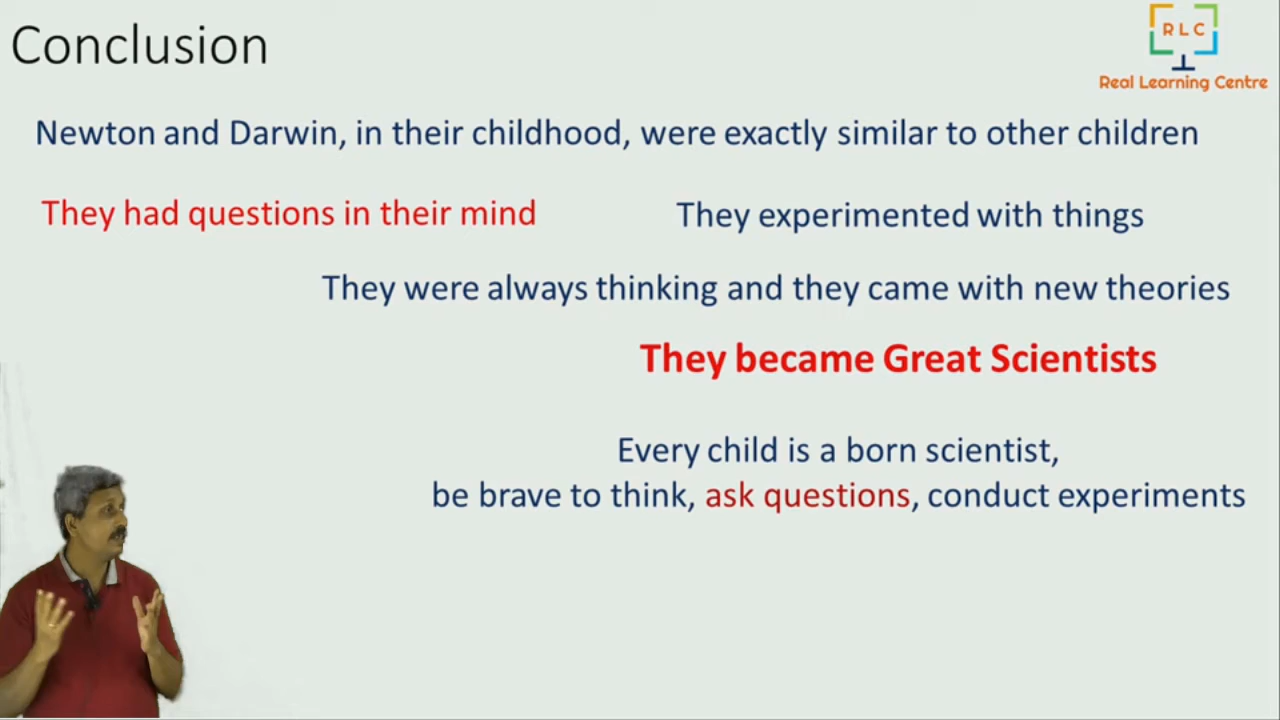 Conclusion
R L C
Real Learning Centre
Newton and Darwin, in their childhood, were exactly similar to other children
They had questions in their mind
They experimented with things
They were always thinking and they came with new theories
They became Great Scientists
Every child is a born scientist,
be brave to think, ask questions, conduct experiments